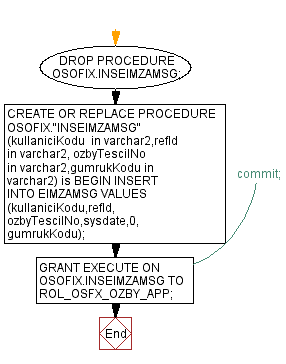 DROP PROCEDURE
OSOFIX.INSEIMZAMSG;
CREATE OR REPLACE PROCEDURE
OSOFIX."INSEIMZAMSG"
(kullaniciKodu in varchar2,refId
in varchar2, ozbyTescilNo
in varchar2,gumrukKodu in
varchar2) is BEGIN INSERT
INTO EIMZAMSG VALUES
(kullaniciKodu,refId,
ozbyTescilNo,sysdate,0,
gumrukKodu);
commit;
GRANT EXECUTE ON
OSOFIX.INSEIMZAMSG TO
ROL_OSFX_OZBY_APP;
End